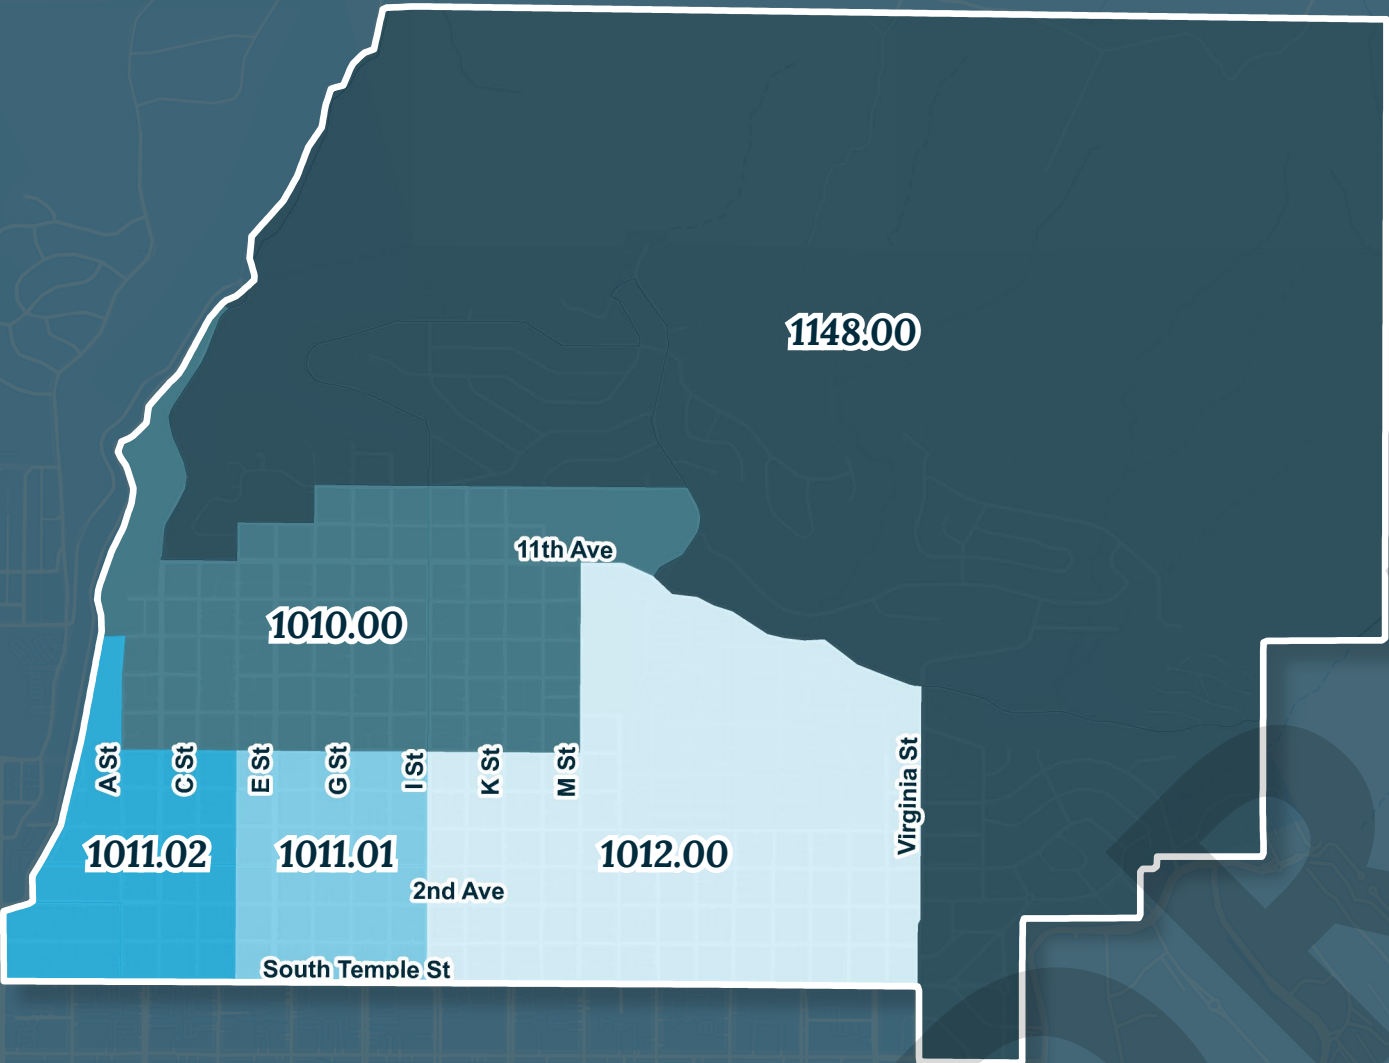 1148.00
11th Ave
1010.00
A St
C St
E St
G St
I St
K St
M St
Virginia St
1011.02
1011.01
1012.00
2nd Ave
South Temple St